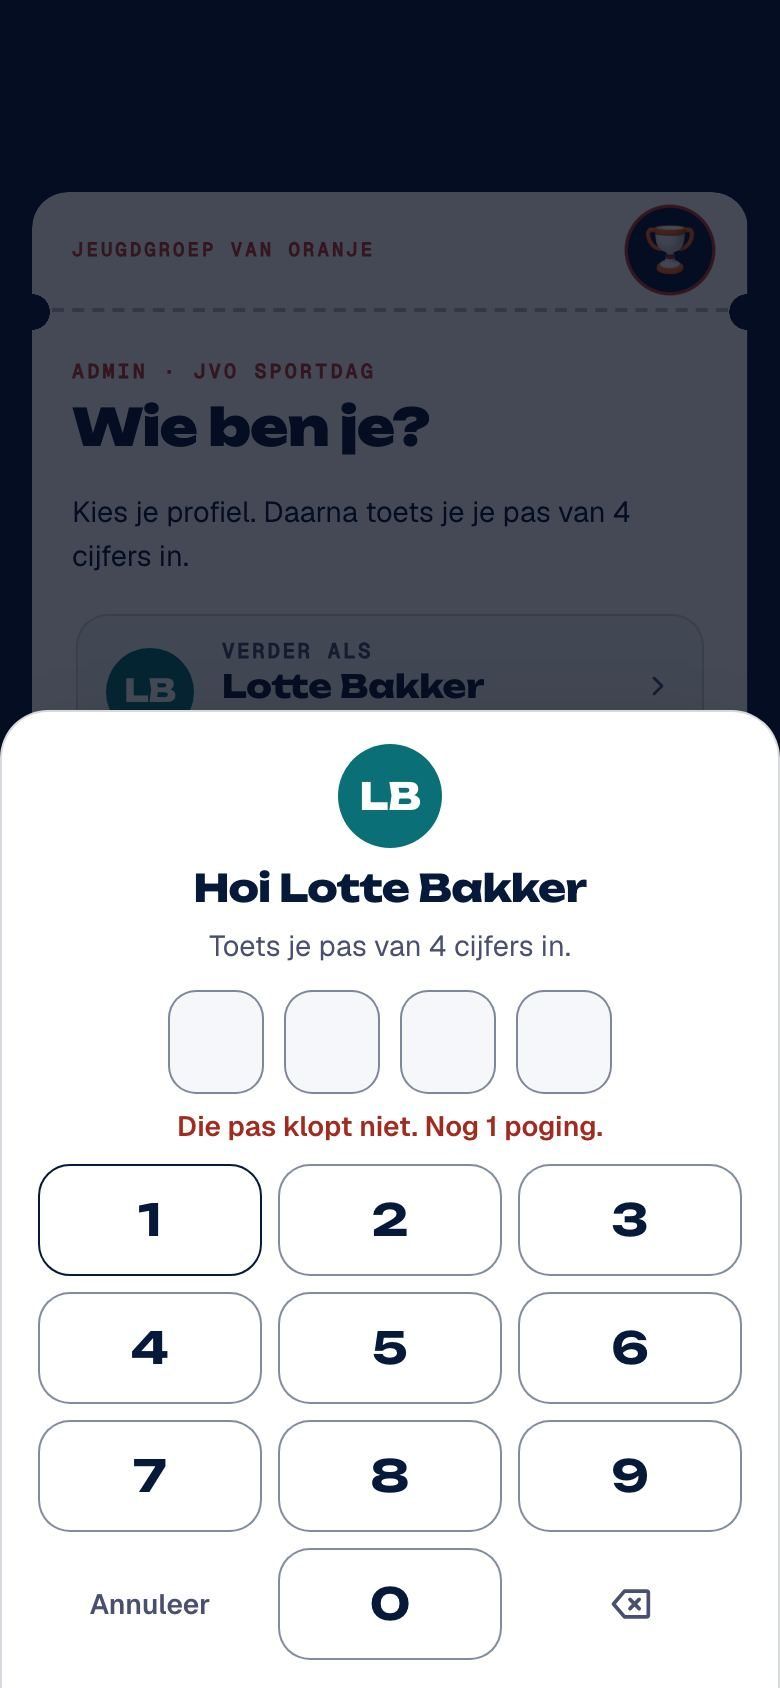 JEUGDGROEP VAN ORANJE
ADMIN · JVO SPORTDAG
Wie ben je?
Kies je profiel. Daarna toets je je pas van 4
cijfers in.
VERDER ALS
LB
Lotte Bakker
LB
Hoi Lotte Bakker
Toets je pas van 4 cijfers in.
Die pas klopt niet. Nog 1 poging.
1 2 3
4 5 6
7 8 9
Annuleer 0